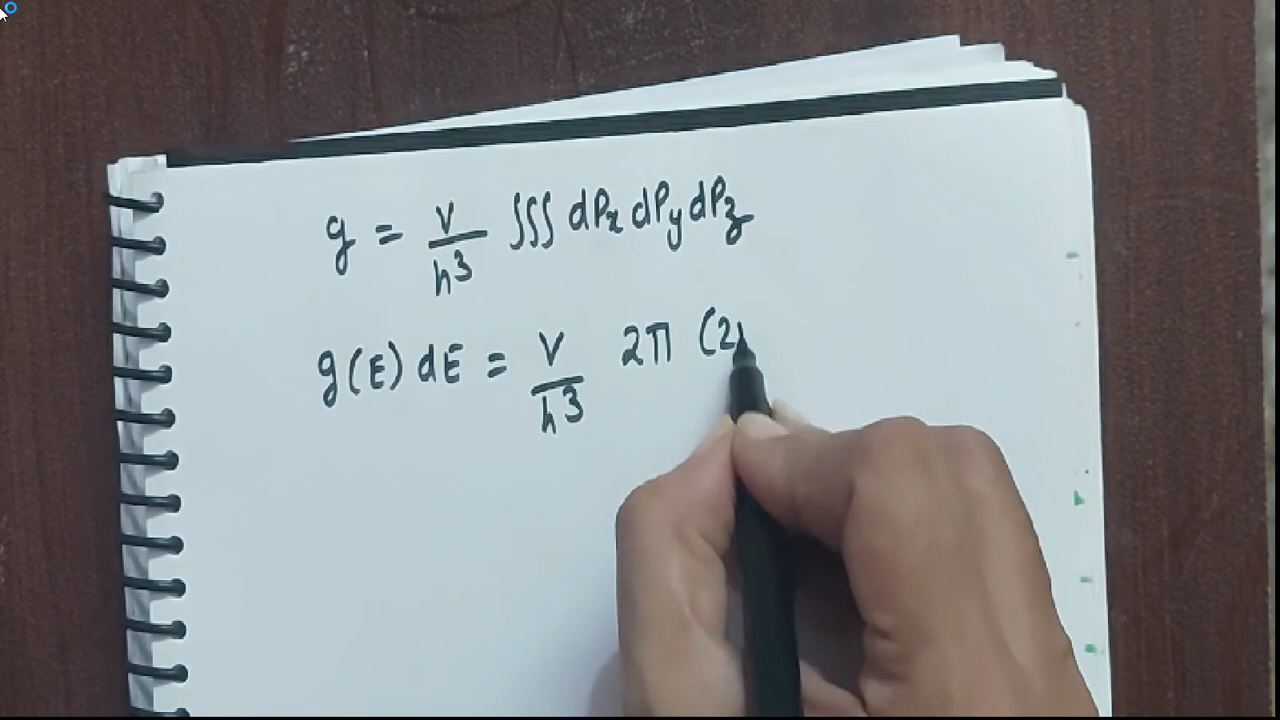 g = V/h³ ∫∫∫ dPx dPy dPz
g(E) dE = V/h³ 2π (2